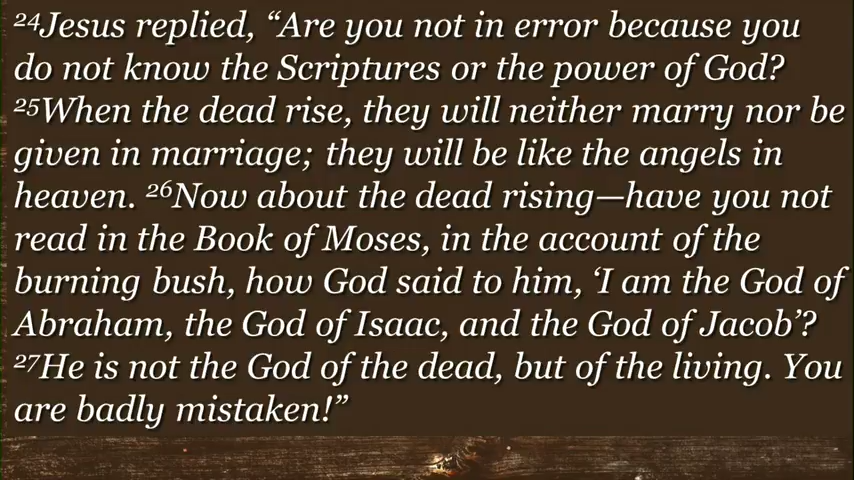 ²⁴Jesus replied, “Are you not in error because you
do not know the Scriptures or the power of God?
²⁵When the dead rise, they will neither marry nor be
given in marriage; they will be like the angels in
heaven. ²⁶Now about the dead rising—have you not
read in the Book of Moses, in the account of the
burning bush, how God said to him, ‘I am the God of
Abraham, the God of Isaac, and the God of Jacob’?
²⁷He is not the God of the dead, but of the living. You
are badly mistaken!”